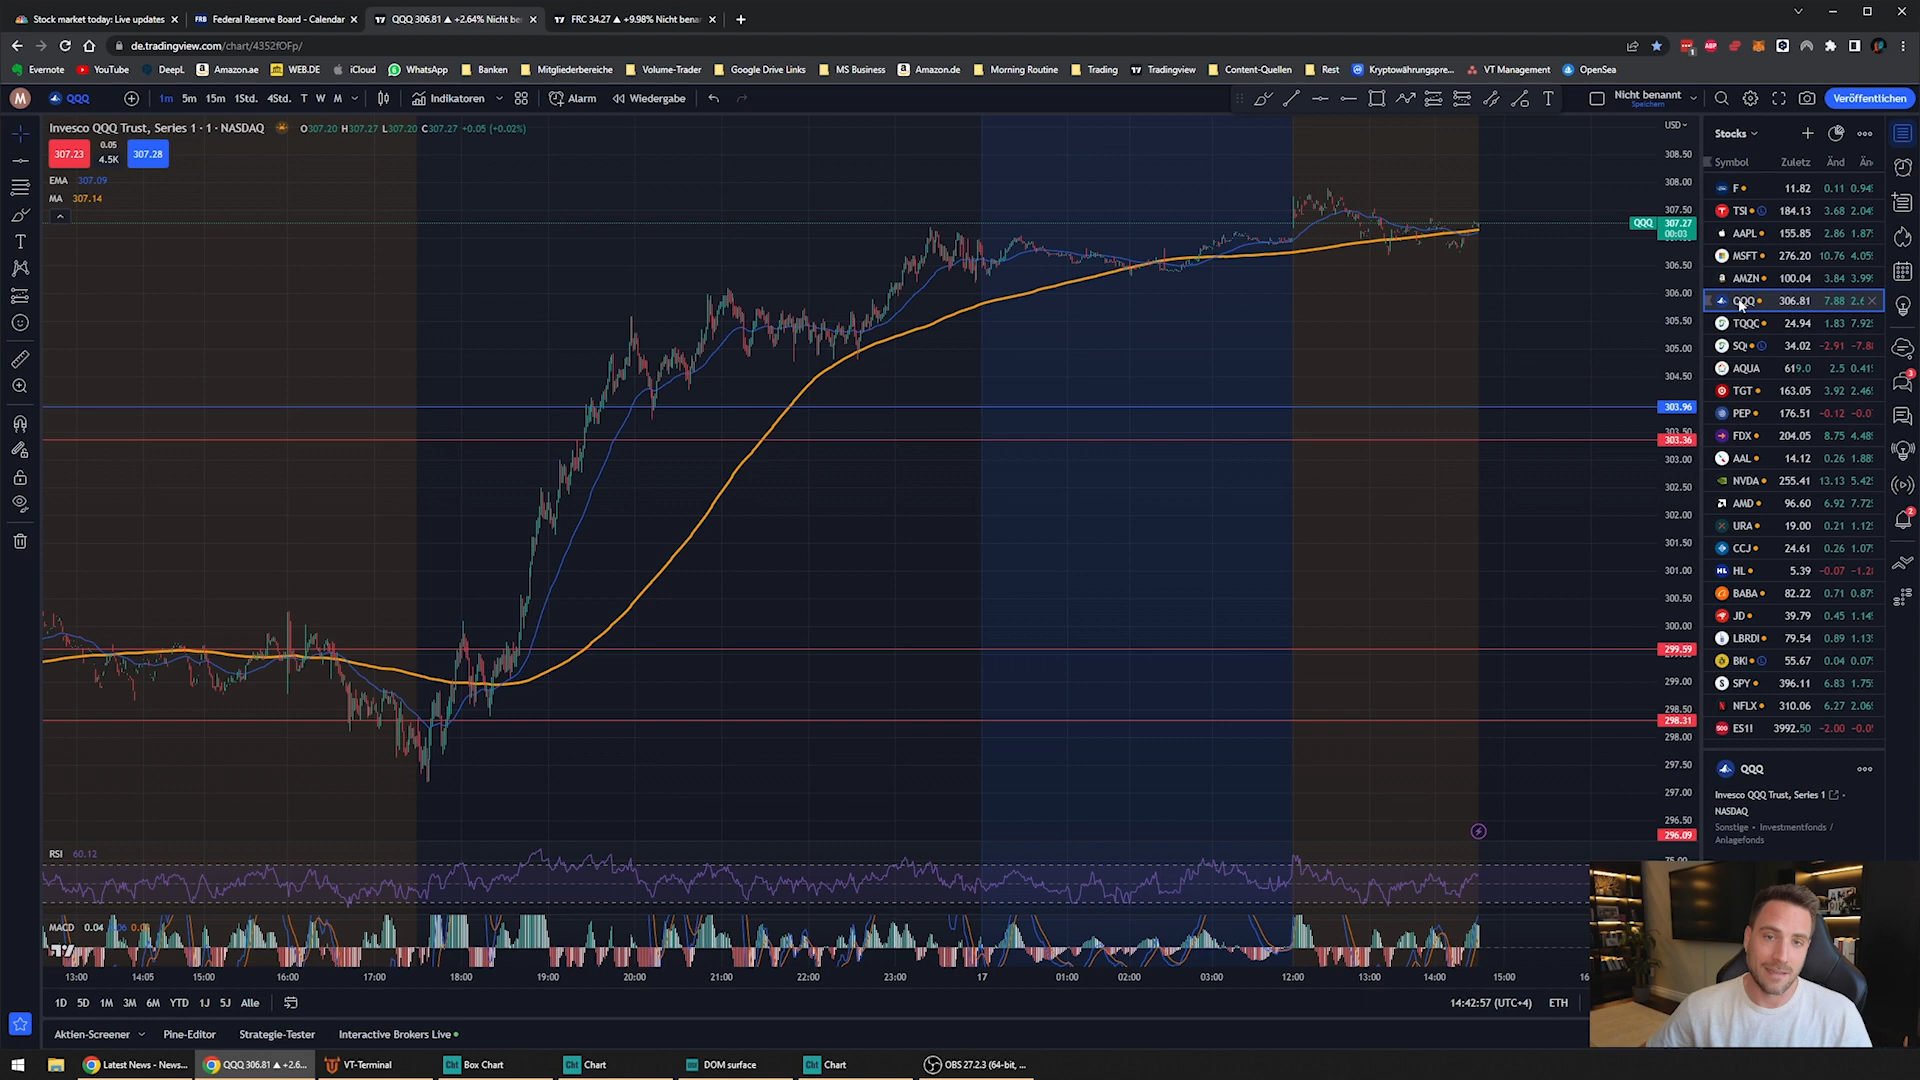 Stock market today: Live updates
Federal Reserve Board - Calendar
QQQ 306.81 ▲ +2.64% Nicht be
FRC 34.27 ▲ +9.98% Nicht bena
de.tradingview.com/chart/4352fOFp/
Evernote YouTube DeepL Amazon.ae WEB.DE iCloud WhatsApp Banken Mitgliederbereiche Volume-Trader Google Drive Links MS Business Amazon.de Morning Routine Trading Tradingview Content-Quellen Rest Kryptowährungspre... VT Management OpenSea
M QQQ 1m 5m 15m 1Std. 4Std. T W M Indikatoren Alarm Wiedergabe Nicht benannt Speichern Veröffentlichen
Invesco QQQ Trust, Series 1 · 1 · NASDAQ O307.20 H307.27 L307.20 C307.27 +0.05 (+0.02%)
307.23 0.05 4.5K 307.28
EMA 307.09
MA 307.14
USD
308.50
308.00
307.50
QQQ 307.27
00:03
306.50
306.00
305.50
305.00
304.50
303.96
303.36
303.00
302.50
302.00
301.50
301.00
300.50
300.00
299.59
299.00
298.50
298.31
298.00
297.50
297.00
296.50
296.09
75.00
RSI 60.12
MACD 0.04
13:00 14:05 15:00 16:00 17:00 18:00 19:00 20:00 21:00 22:00 23:00 17 01:00 02:00 03:00 12:00 13:00 14:00 15:00 16
1D 5D 1M 3M 6M YTD 1J 5J Alle 14:42:57 (UTC+4) ETH
Aktien-Screener Pine-Editor Strategie-Tester Interactive Brokers Live
Stocks
Symbol Zuletz Änd Än
F 11.82 0.11 0.94
TSI 184.13 3.68 2.04
AAPL 155.85 2.86 1.87
MSFT 276.20 10.76 4.05
AMZN 100.04 3.84 3.99
QQQ 306.81 7.88 2.6
TQQC 24.94 1.83 7.92
SQ 34.02 −2.91 −7.8
AQUA 619.0 2.5 0.41
TGT 163.05 3.92 2.46
PEP 176.51 −0.12 −0.0
FDX 204.05 8.75 4.48
AAL 14.12 0.26 1.88
NVDA 255.41 13.13 5.42
AMD 96.60 6.92 7.72
URA 19.00 0.21 1.12
CCJ 24.61 0.26 1.07
HL 5.39 −0.07 −1.2
BABA 82.22 0.71 0.87
JD 39.79 0.45 1.14
LBRDI 79.54 0.89 1.13
BKI 55.67 0.04 0.07
SPY 396.11 6.83 1.75
NFLX 310.06 6.27 2.06
ES1! 3992.50 −2.00 −0.0
QQQ
Invesco QQQ Trust, Series 1
NASDAQ
Sonstige • Investmentfonds /
Anlagefonds
Latest News - News... QQQ 306.81 ▲ +2.6... VT-Terminal Box Chart Chart DOM surface Chart OBS 27.2.3 (64-bit, ...